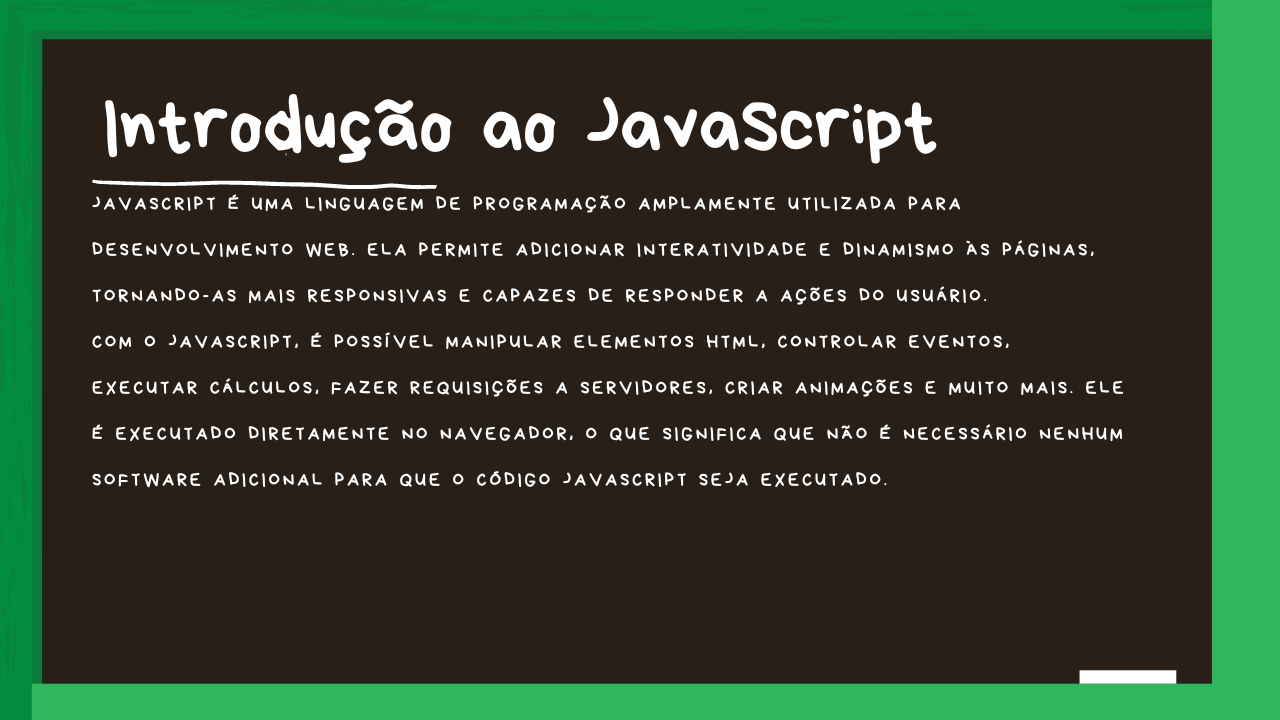 Introdução ao JavaScript
JAVASCRIPT É UMA LINGUAGEM DE PROGRAMAÇÃO AMPLAMENTE UTILIZADA PARA
DESENVOLVIMENTO WEB. ELA PERMITE ADICIONAR INTERATIVIDADE E DINAMISMO ÀS PÁGINAS,
TORNANDO-AS MAIS RESPONSIVAS E CAPAZES DE RESPONDER A AÇÕES DO USUÁRIO.
COM O JAVASCRIPT, É POSSÍVEL MANIPULAR ELEMENTOS HTML, CONTROLAR EVENTOS,
EXECUTAR CÁLCULOS, FAZER REQUISIÇÕES A SERVIDORES, CRIAR ANIMAÇÕES E MUITO MAIS. ELE
É EXECUTADO DIRETAMENTE NO NAVEGADOR, O QUE SIGNIFICA QUE NÃO É NECESSÁRIO NENHUM
SOFTWARE ADICIONAL PARA QUE O CÓDIGO JAVASCRIPT SEJA EXECUTADO.